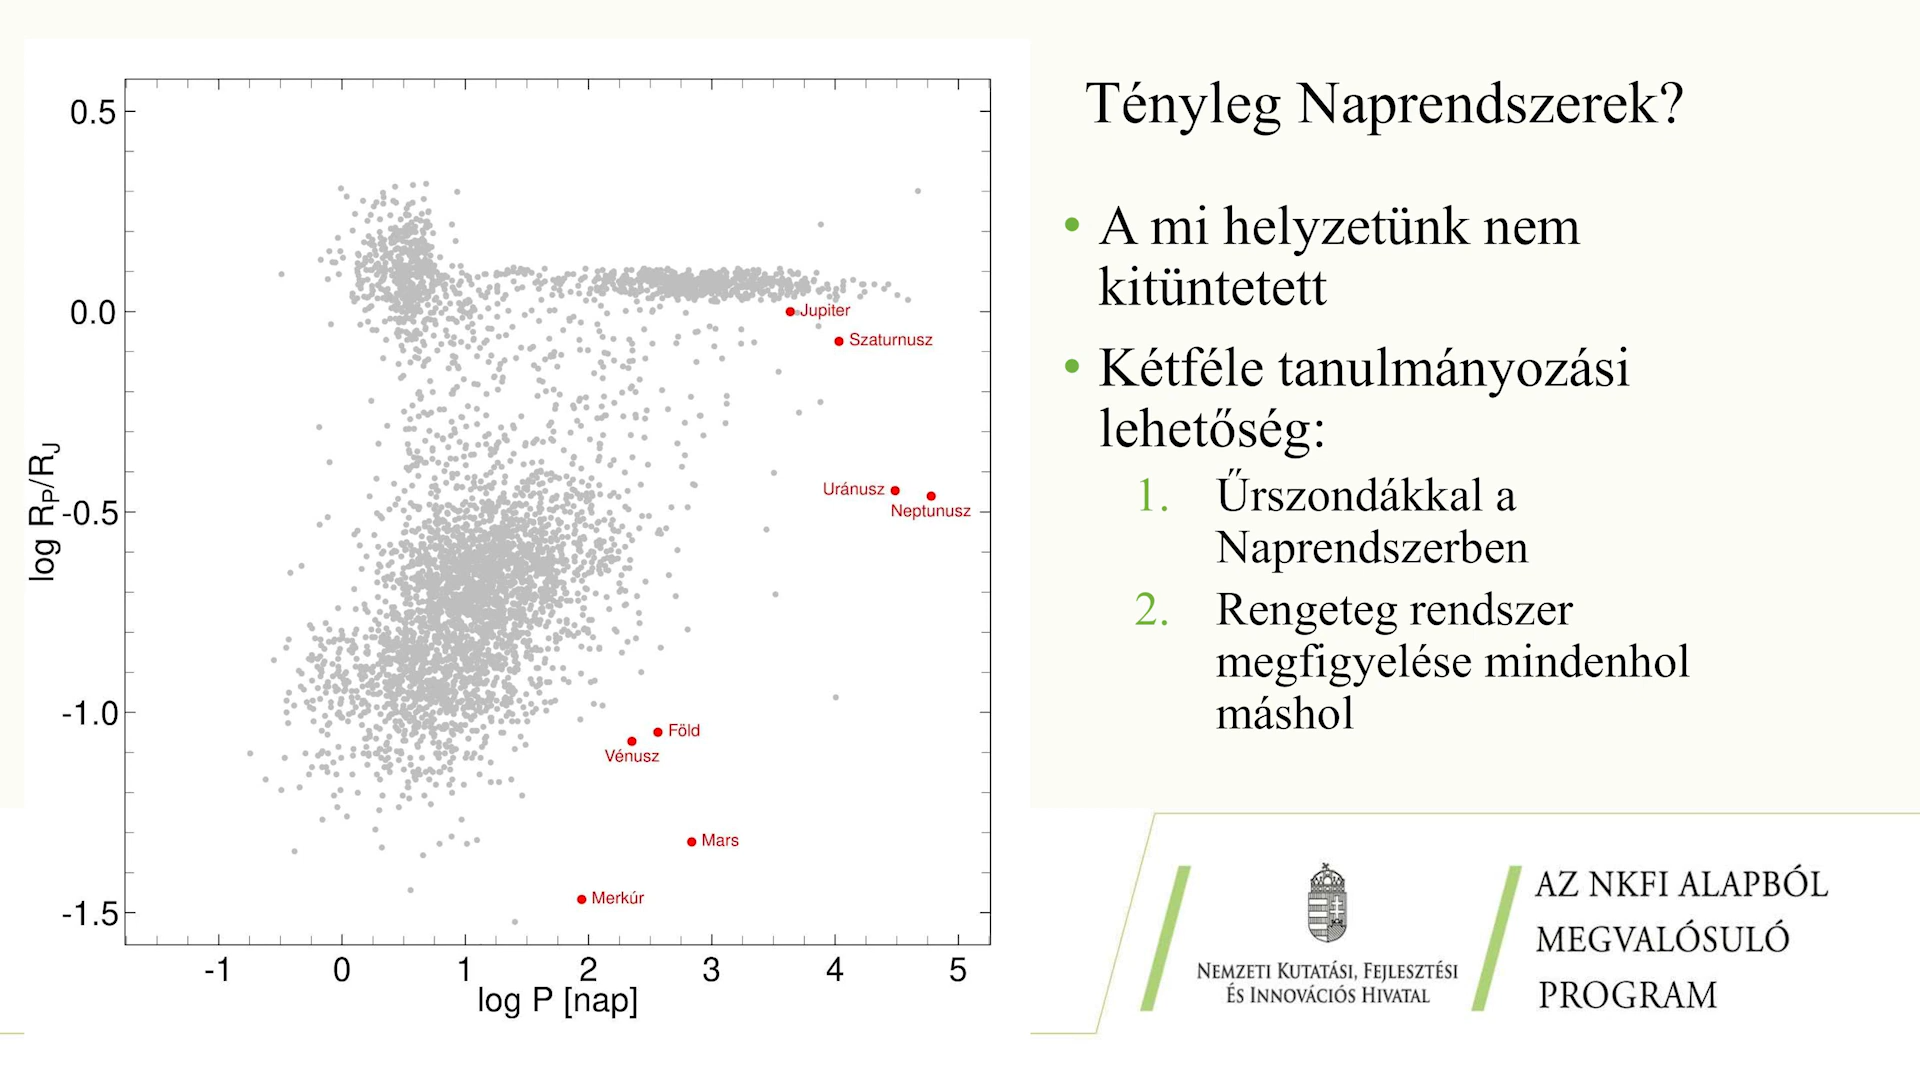 0.5
0.0
-0.5
-1.0
-1.5
log R_P/R_J
-1 0 1 2 3 4 5
log P [nap]
Jupiter
Szaturnusz
Uránusz
Neptunusz
Föld
Vénusz
Mars
Merkúr
Tényleg Naprendszerek?
• A mi helyzetünk nem
kitüntetett
• Kétféle tanulmányozási
lehetőség:
1. Űrszondákkal a
Naprendszerben
2. Rengeteg rendszer
megfigyelése mindenhol
máshol
NEMZETI KUTATÁSI, FEJLESZTÉSI
ÉS INNOVÁCIÓS HIVATAL
AZ NKFI ALAPBÓL
MEGVALÓSULÓ
PROGRAM